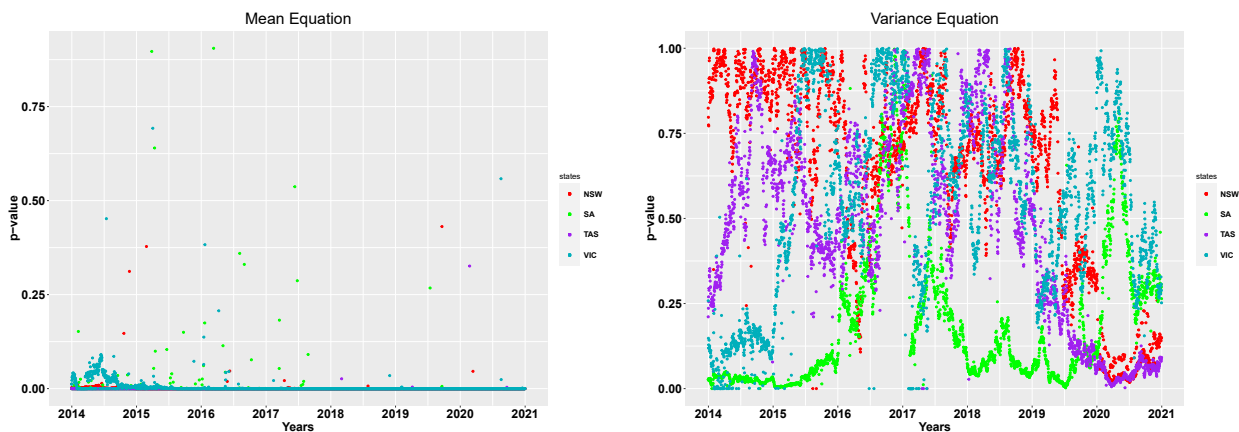 Mean Equation
p-value
0.75
0.50
0.25
0.00
2014 2015 2016 2017 2018 2019 2020 2021
Years
states
NSW
SA
TAS
VIC
Variance Equation
p-value
1.00
0.75
0.50
0.25
0.00
2014 2015 2016 2017 2018 2019 2020 2021
Years
states
NSW
SA
TAS
VIC